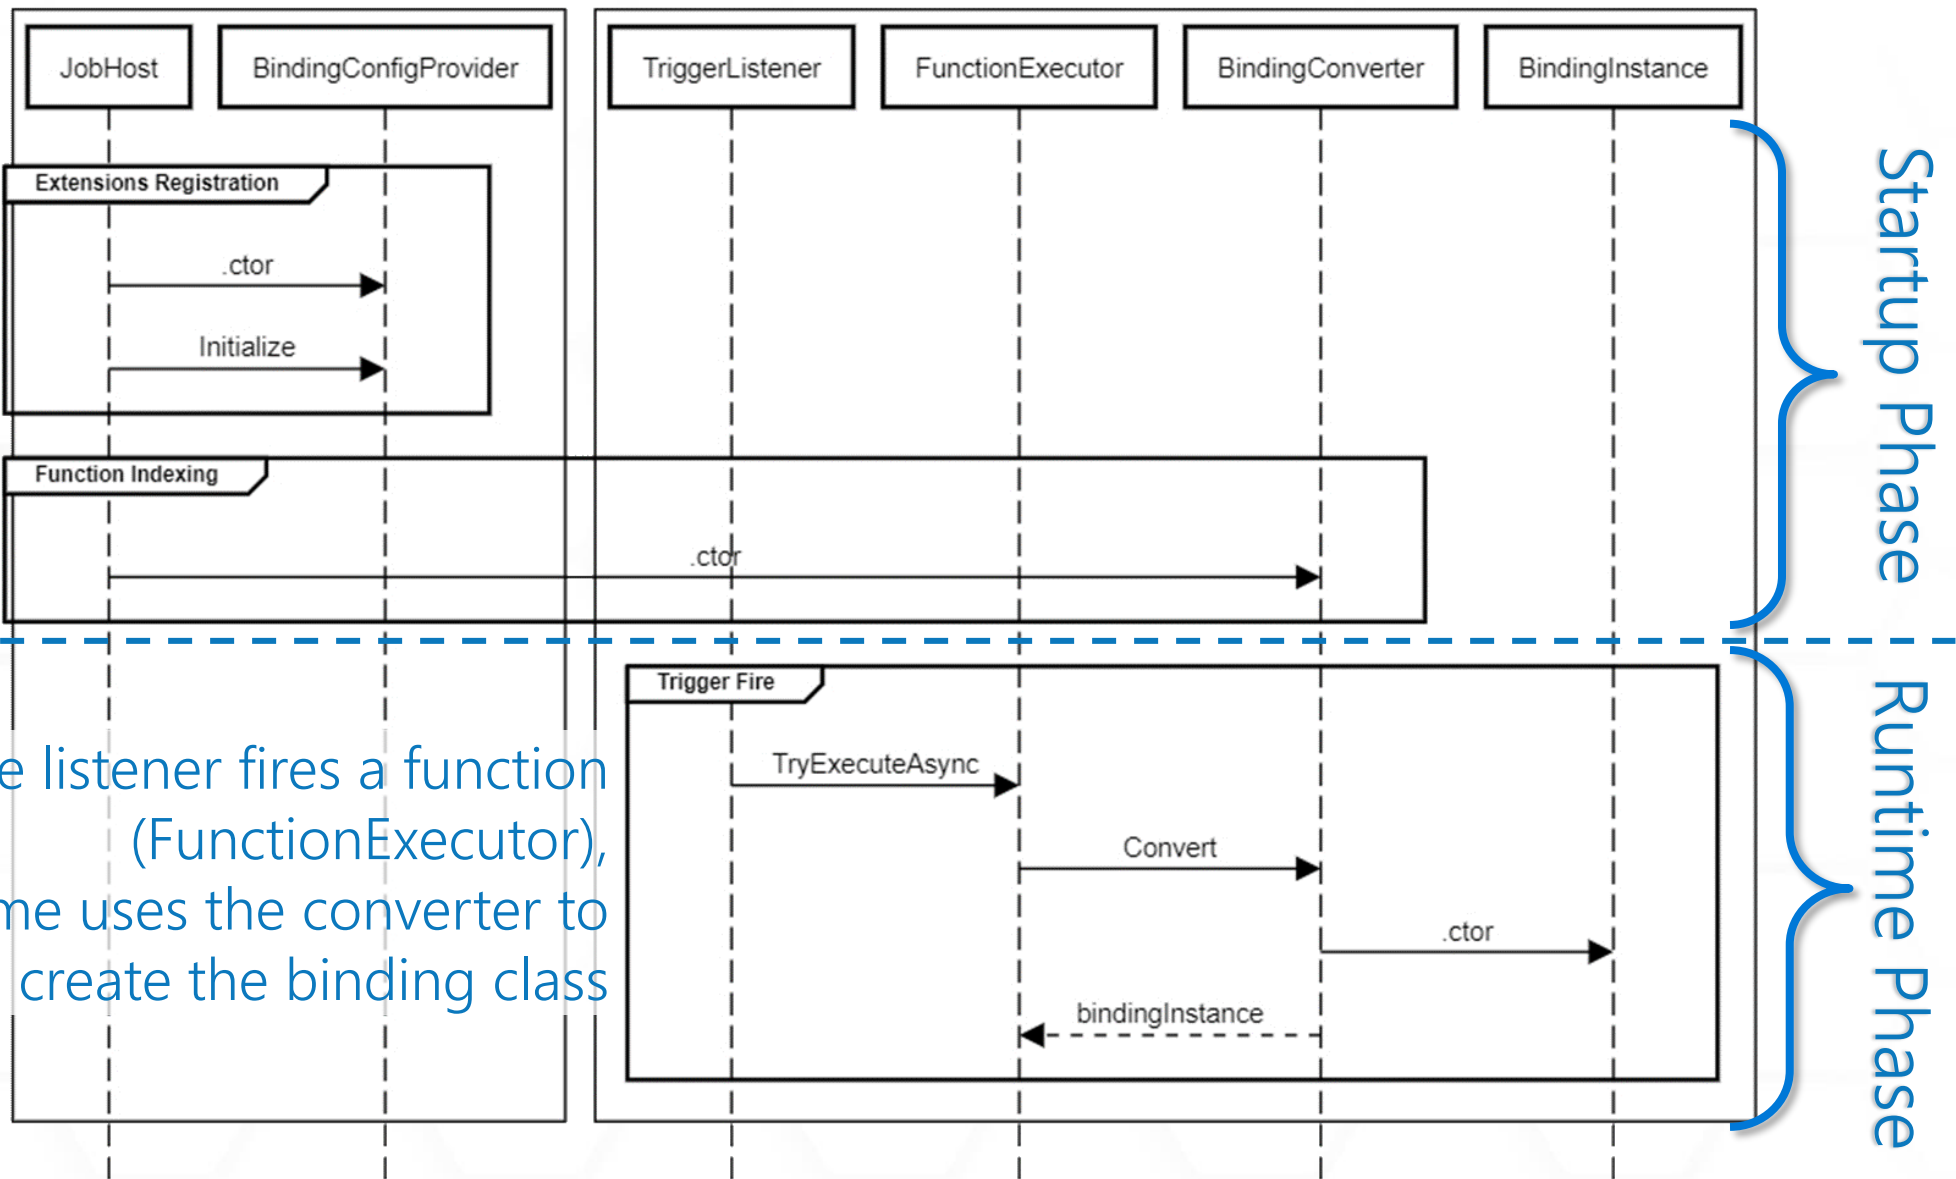 JobHost
BindingConfigProvider
TriggerListener
FunctionExecutor
BindingConverter
BindingInstance
Extensions Registration
.ctor
Initialize
Function Indexing
.ctor
Startup Phase
Trigger Fire
TryExecuteAsync
Convert
.ctor
bindingInstance
listener fires a function
(FunctionExecutor),
uses the converter to
create the binding class
Runtime Phase